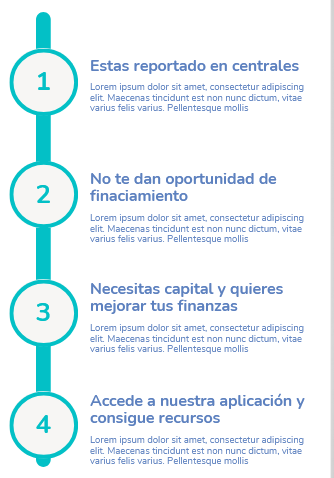 1
Estas reportado en centrales
Lorem ipsum dolor sit amet, consectetur adipiscing
elit. Maecenas tincidunt est non nunc dictum, vitae
varius felis varius. Pellentesque mollis
2
No te dan oportunidad de
finaciamiento
Lorem ipsum dolor sit amet, consectetur adipiscing
elit. Maecenas tincidunt est non nunc dictum, vitae
varius felis varius. Pellentesque mollis
3
Necesitas capital y quieres
mejorar tus finanzas
Lorem ipsum dolor sit amet, consectetur adipiscing
elit. Maecenas tincidunt est non nunc dictum, vitae
varius felis varius. Pellentesque mollis
4
Accede a nuestra aplicación y
consigue recursos
Lorem ipsum dolor sit amet, consectetur adipiscing
elit. Maecenas tincidunt est non nunc dictum, vitae
varius felis varius. Pellentesque mollis